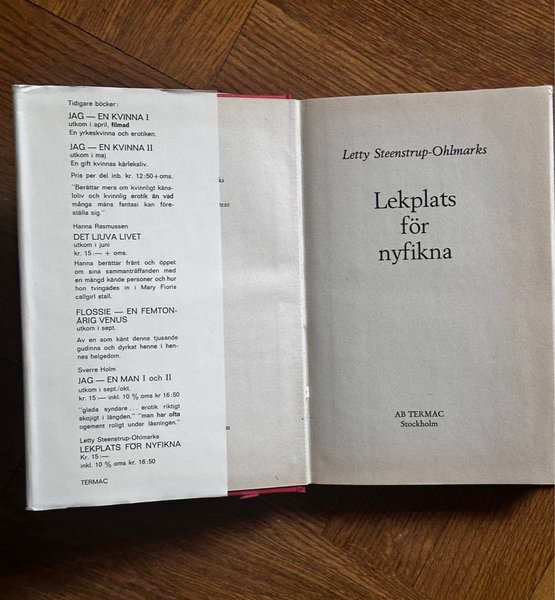 Tidigare böcker:
JAG — EN KVINNA I
utkom i april, filmad
En yrkeskvinna och erotiken.
JAG — EN KVINNA II
utkom i maj
En gift kvinnas kärleksliv.
Pris per del inb. kr. 12:50 + oms.
"Berättar mera om kvinnligt käns-
loliv och kvinnlig erotik än vad
många mäns fantasi kan före-
ställa sig."
Hanna Rasmussen
DET LJUVA LIVET
utkom i juni
kr. 15:— + oms.
Hanna berättar fränt och öppet
om sina sammanträffanden med
en mängd kände personer och hur
hon tvingades in i Mary Fioris
callgirl stall.
FLOSSIE — EN FEMTON-
ÅRIG VENUS
utkom i sept.
Av en som känt denna tjusande
gudinna och dyrkat henne i hen-
nes helgedom.
Sverre Holm
JAG — EN MAN I och II
utkom i sept./okt.
kr. 15:— inkl. 10 % oms kr 16:50
"glada syndare... erotik riktigt
skojigt i längden." "man har ofta
ogement roligt under läsningen."
Letty Steenstrup-Ohlmarks
LEKPLATS FÖR NYFIKNA
Kr. 15:—
inkl. 10 % oms kr 16:50
TERMAC
Letty Steenstrup-Ohlmarks
Lekplats
för
nyfikna
AB TERMAC
Stockholm